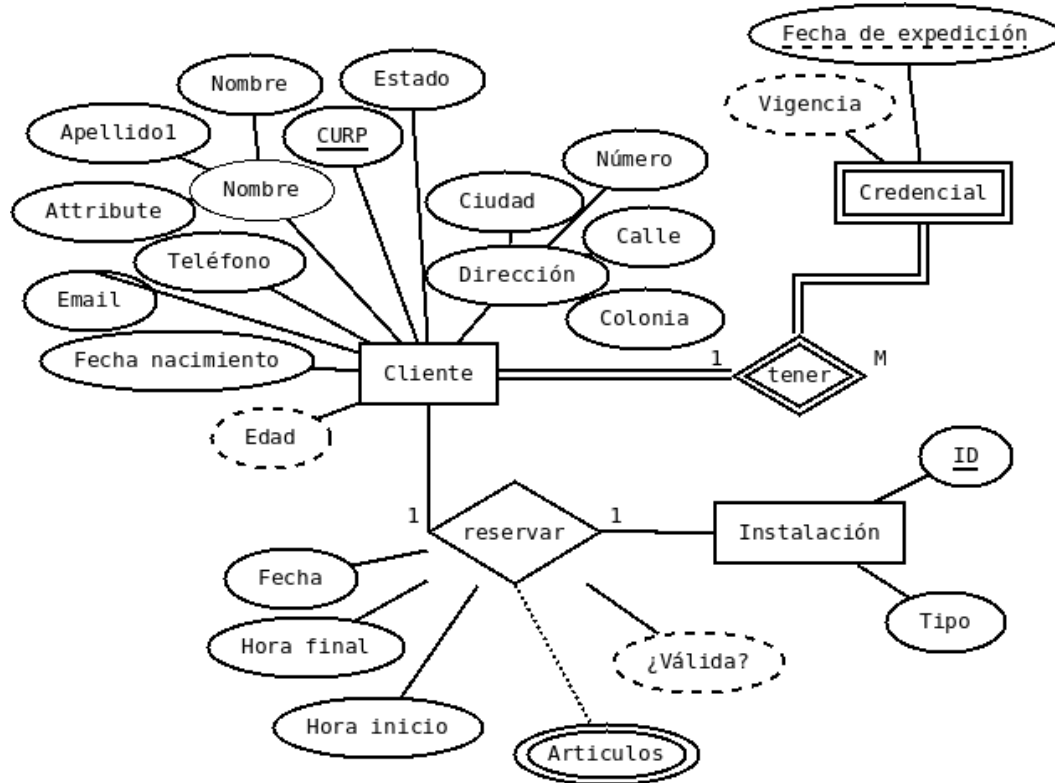 Fecha de expedición
Nombre
Estado
Vigencia
Apellido1
CURP
Número
Nombre
Ciudad
Credencial
Attribute
Calle
Teléfono
Dirección
Email
Colonia
Fecha nacimiento
Cliente
1
M
tener
Edad
ID
1
reservar
1
Instalación
Fecha
Tipo
Hora final
¿Válida?
Hora inicio
Articulos